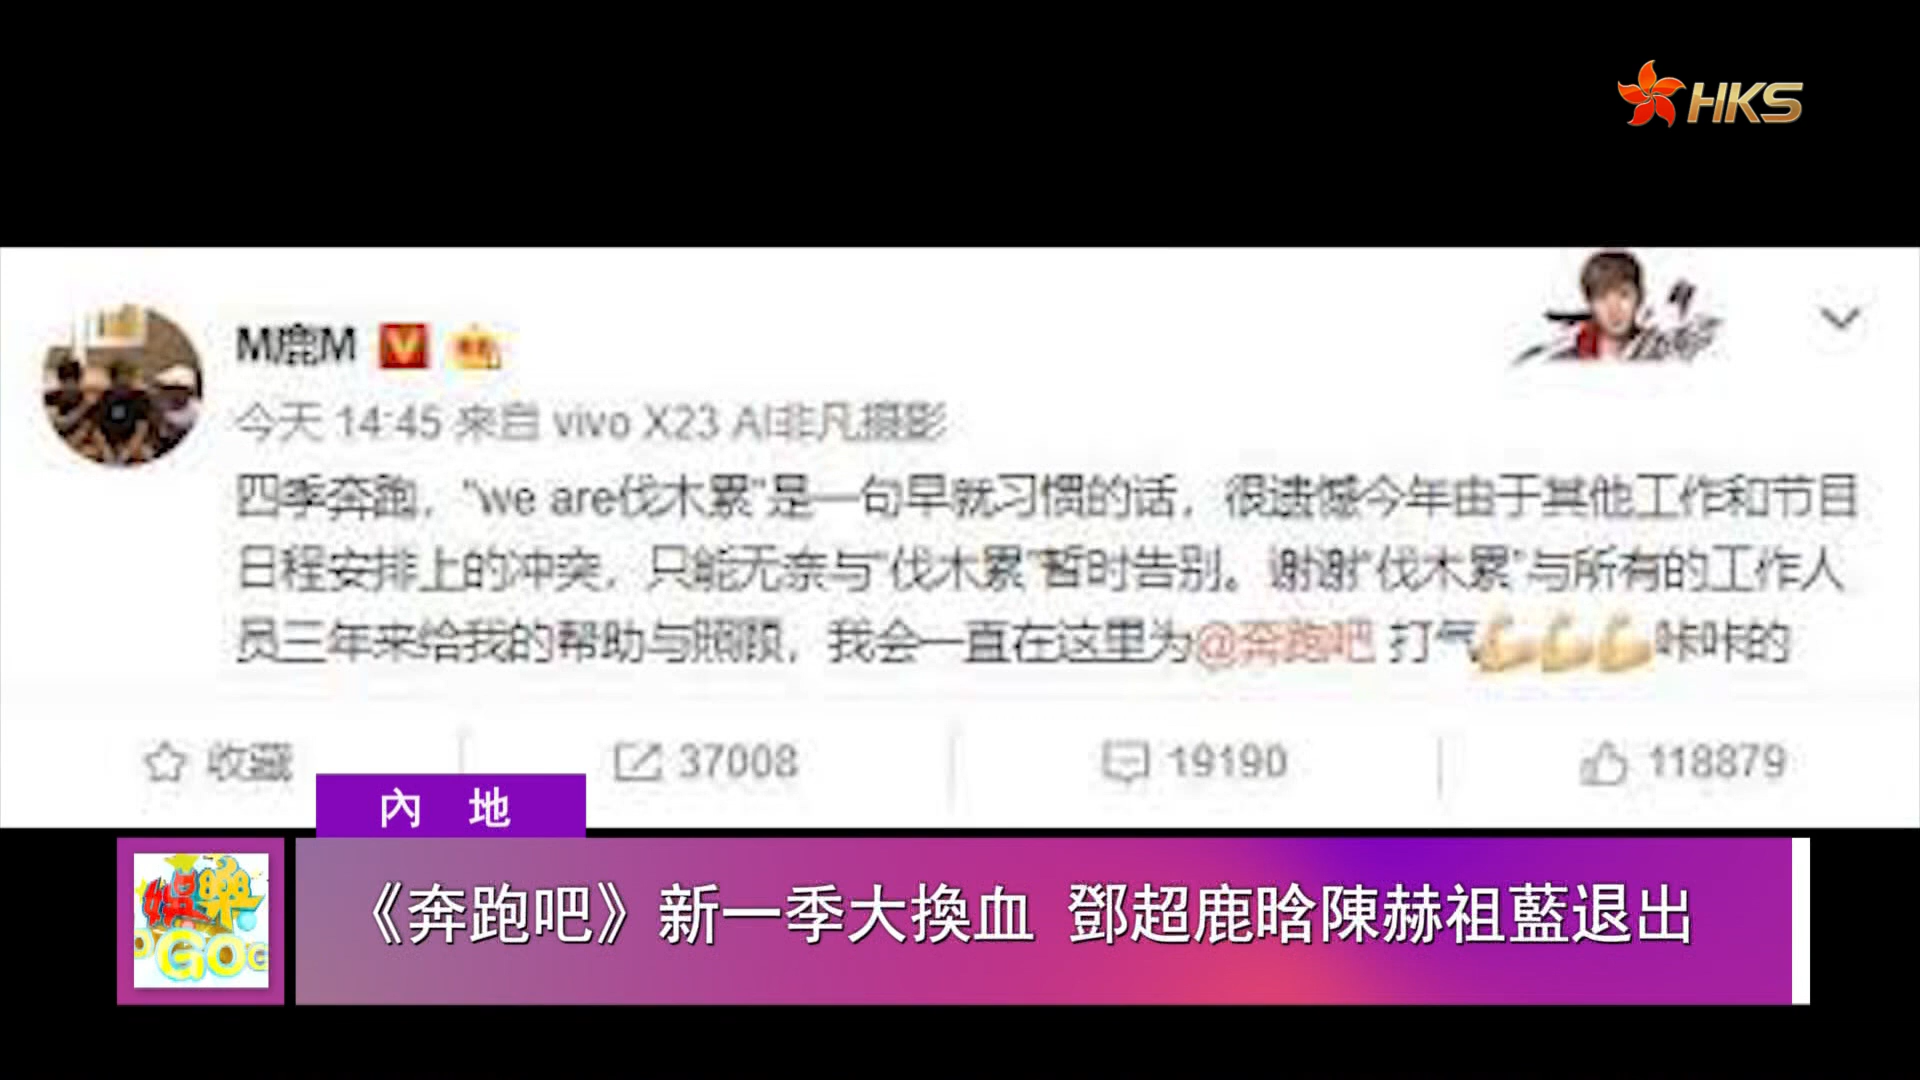 HKS
M鹿M
今天 14:45 来自 vivo X23 AI非凡摄影
四季奔跑，"we are伐木累"是一句早就习惯的话，很遗憾今年由于其他工作和节目
日程安排上的冲突，只能无奈与"伐木累"暂时告别。谢谢"伐木累"与所有的工作人
员三年来给我的帮助与照顾，我会一直在这里为@奔跑吧 打气💪💪💪咔咔的
收藏 37008 19190 118879
內 地
娛樂
GOGO
《奔跑吧》新一季大換血 鄧超鹿晗陳赫祖藍退出